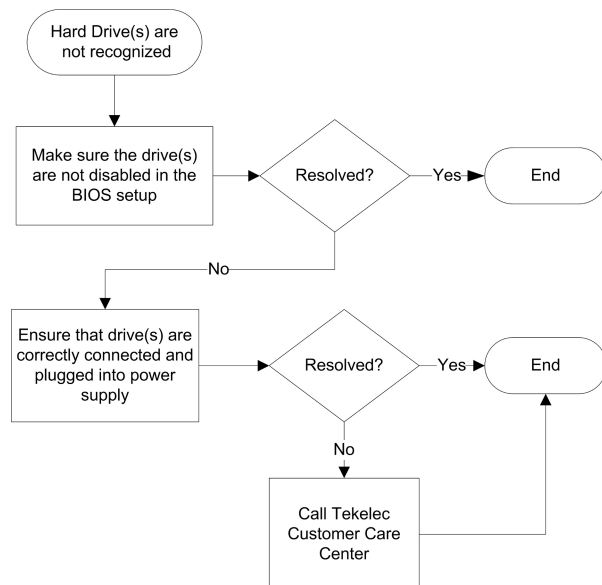 Hard Drive(s) are
not recognized
Make sure the drive(s)
are not disabled in the
BIOS setup
Resolved?
Yes
End
No
Ensure that drive(s) are
correctly connected and
plugged into power
supply
Resolved?
Yes
End
No
Call Tekelec
Customer Care
Center